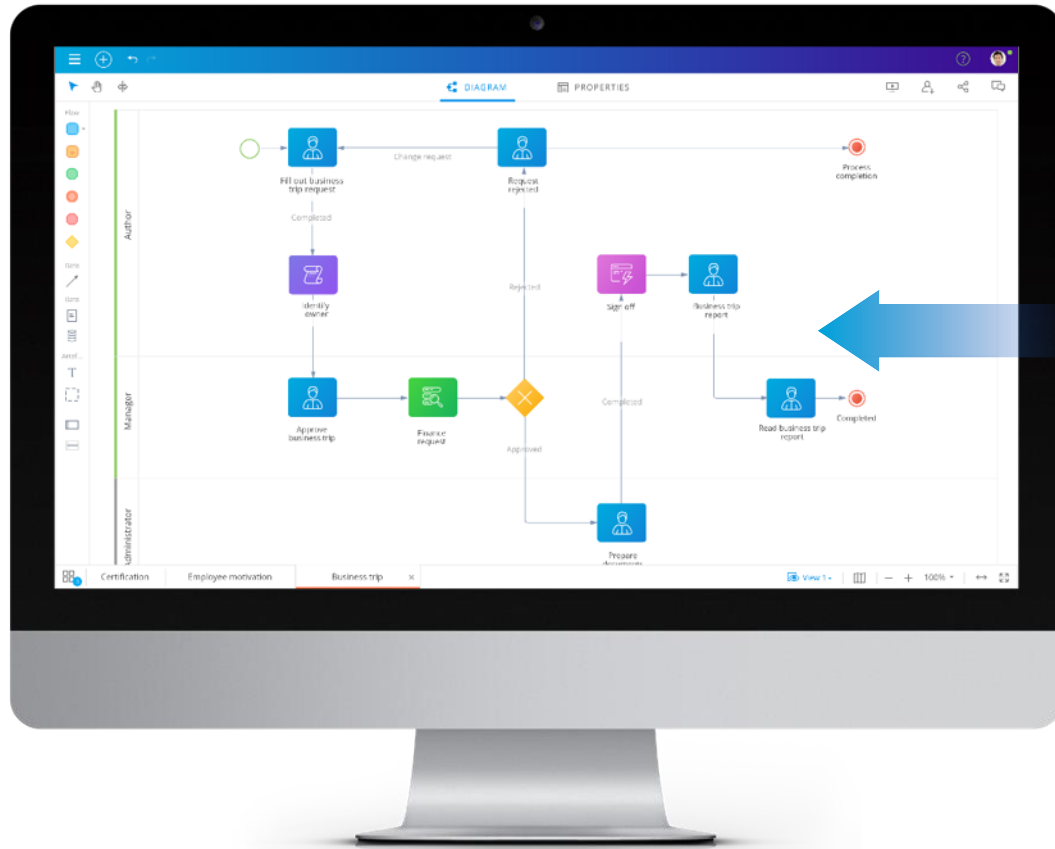 DIAGRAM
PROPERTIES
Flow
Author
Fill out business
trip request
Change request
Request
rejected
Process
completion
Completed
Identify
owner
Rejected
Sign off
Business trip
report
Manager
Approve
business trip
Finance
request
Approved
Completed
Read business trip
report
Completed
T
Administrator
Prepare
documents
Certification
Employee motivation
Business trip
View 1
100%